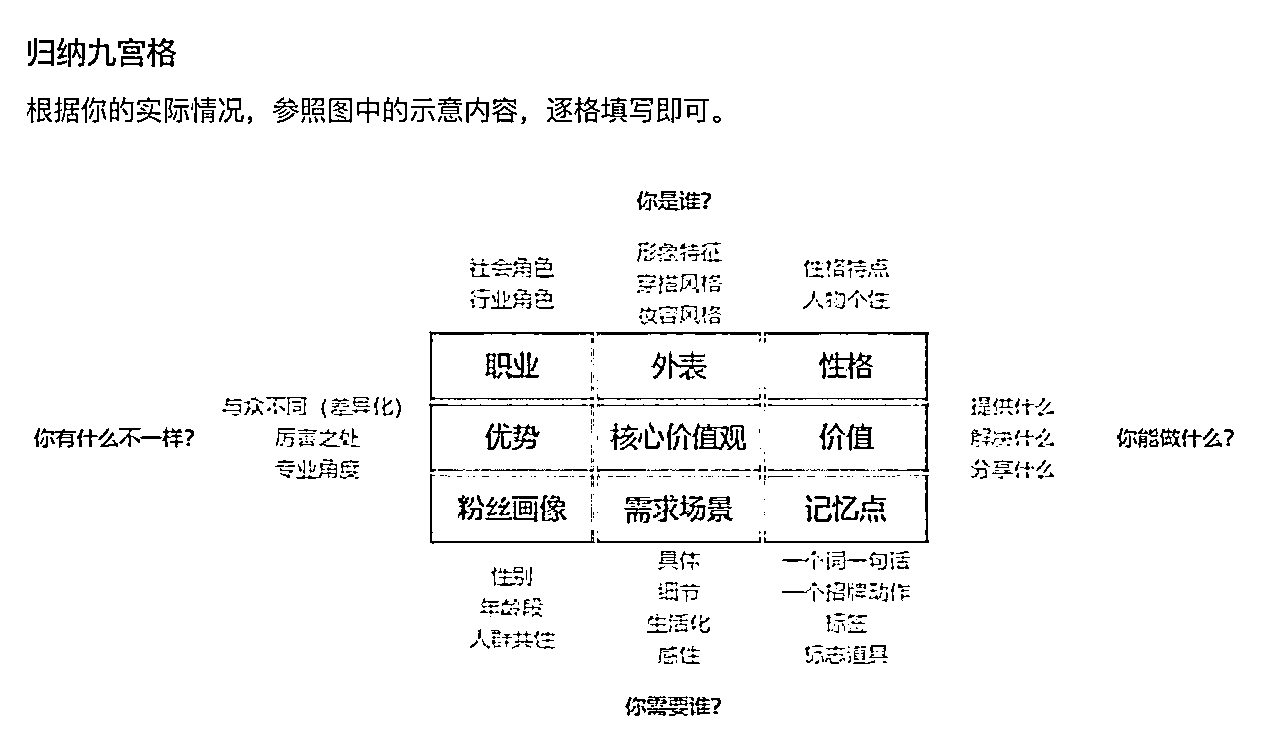 归纳九宫格
根据你的实际情况，参照图中的示意内容，逐格填写即可。
你是谁？
社会角色
行业角色
形象特征
穿搭风格
妆容风格
性格特点
人物个性
职业
外表
性格
你有什么不一样？
与众不同（差异化）
厉害之处
专业角度
优势
核心价值观
价值
提供什么
解决什么
分享什么
你能做什么？
粉丝画像
需求场景
记忆点
性别
年龄段
人群共性
具体
细节
生活化
感性
一个词一句话
一个招牌动作
标签
标志道具
你需要谁？